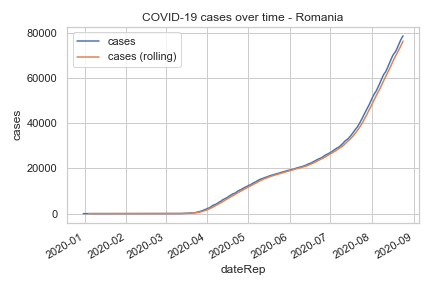 COVID-19 cases over time - Romania
cases
cases (rolling)
80000
60000
40000
20000
0
cases
2020-01
2020-02
2020-03
2020-04
2020-05
2020-06
2020-07
2020-08
2020-09
dateRep